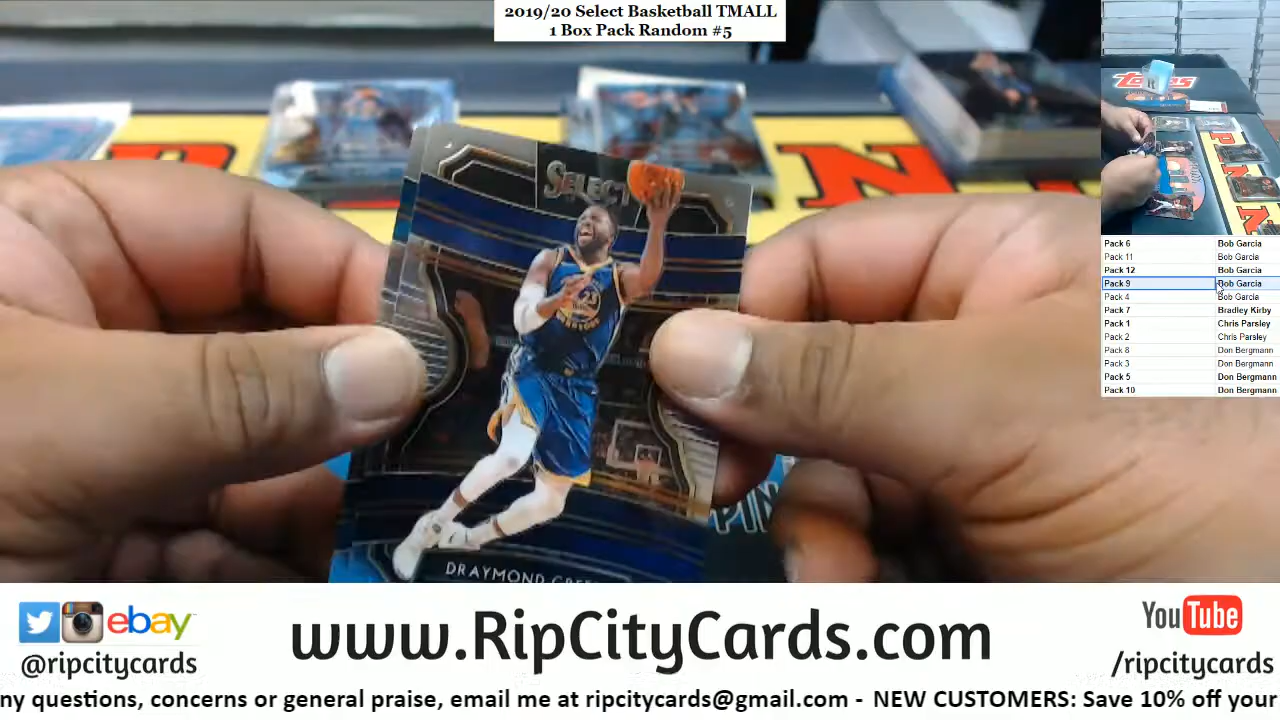 2019/20 Select Basketball TMALL
1 Box Pack Random #5
SELECT
DRAYMOND
Topps
Pack 6 Bob Garcia
Pack 11 Bob Garcia
Pack 12 Bob Garcia
Pack 9 Bob Garcia
Pack 4 Bob Garcia
Pack 7 Bradley Kirby
Pack 1 Chris Parsley
Pack 2 Chris Parsley
Pack 8 Don Bergmann
Pack 3 Don Bergmann
Pack 5 Don Bergmann
Pack 10 Don Bergmann
ebay
@ripcitycards
www.RipCityCards.com
YouTube
/ripcitycards
ny questions, concerns or general praise, email me at ripcitycards@gmail.com - NEW CUSTOMERS: Save 10% off your